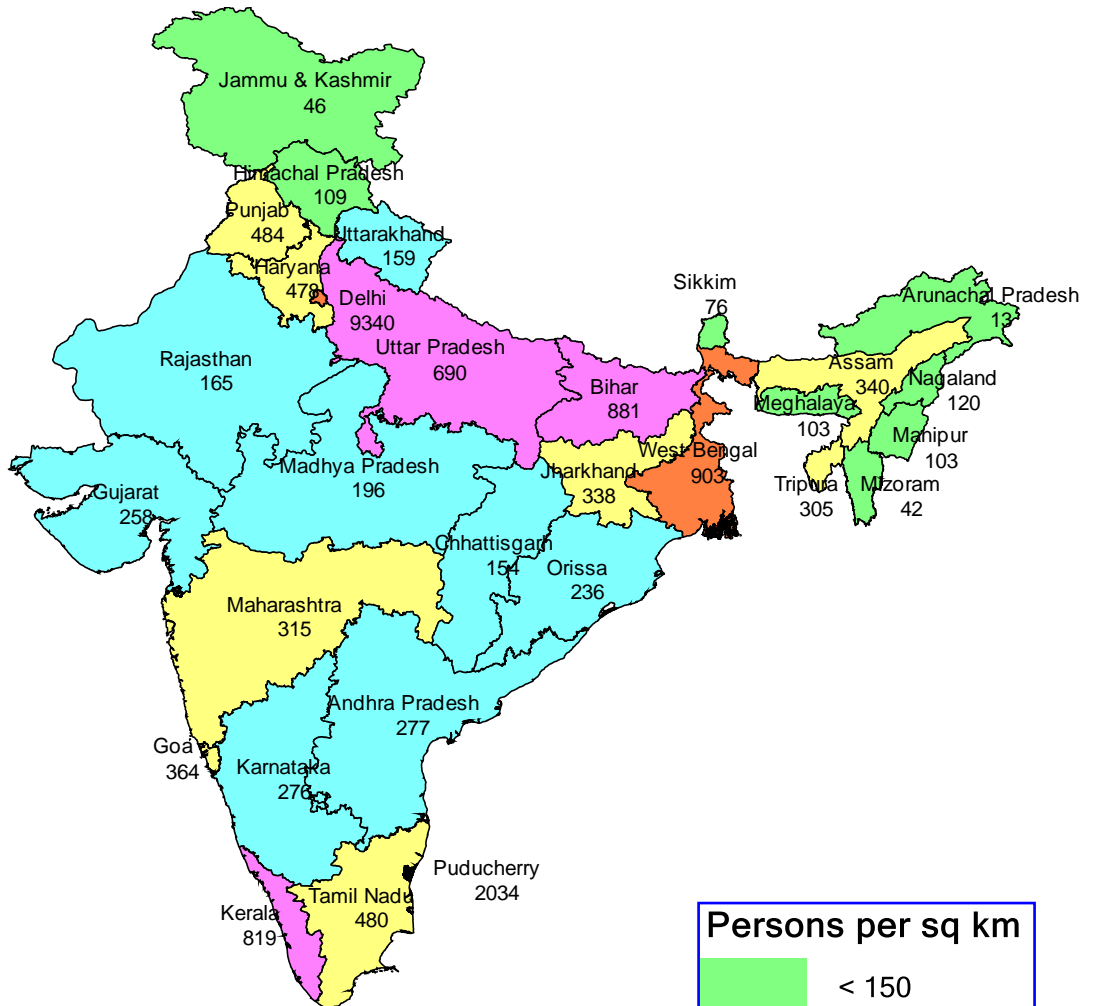 Jammu & Kashmir
46
Himachal Pradesh
109
Punjab
484
Uttarakhand
159
Haryana
478
Delhi
9340
Sikkim
76
Arunachal Pradesh
13
Rajasthan
165
Uttar Pradesh
690
Bihar
881
Assam
340
Nagaland
120
Meghalaya
103
Manipur
103
West Bengal
903
Jharkhand
338
Tripura
305
Mizoram
42
Madhya Pradesh
196
Gujarat
258
Chhattisgarh
154
Orissa
236
Maharashtra
315
Andhra Pradesh
277
Goa
364
Karnataka
276
Puducherry
2034
Tamil Nadu
480
Kerala
819
Persons per sq km
< 150